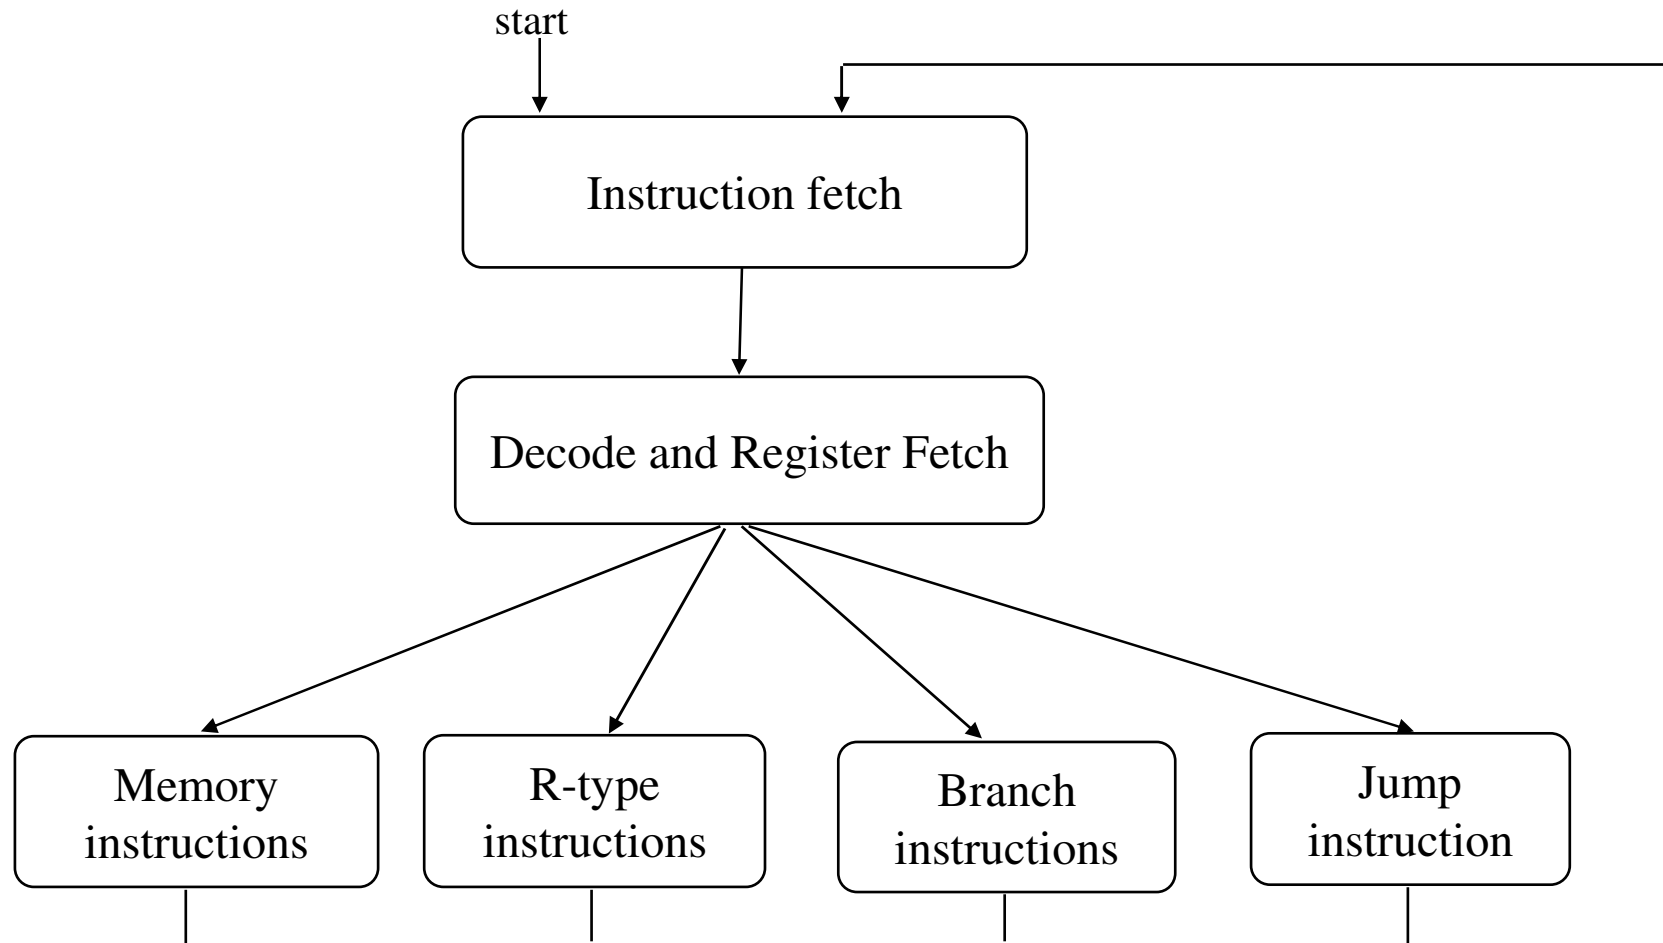 start
Instruction fetch
Decode and Register Fetch
Memory
instructions
R-type
instructions
Branch
instructions
Jump
instruction